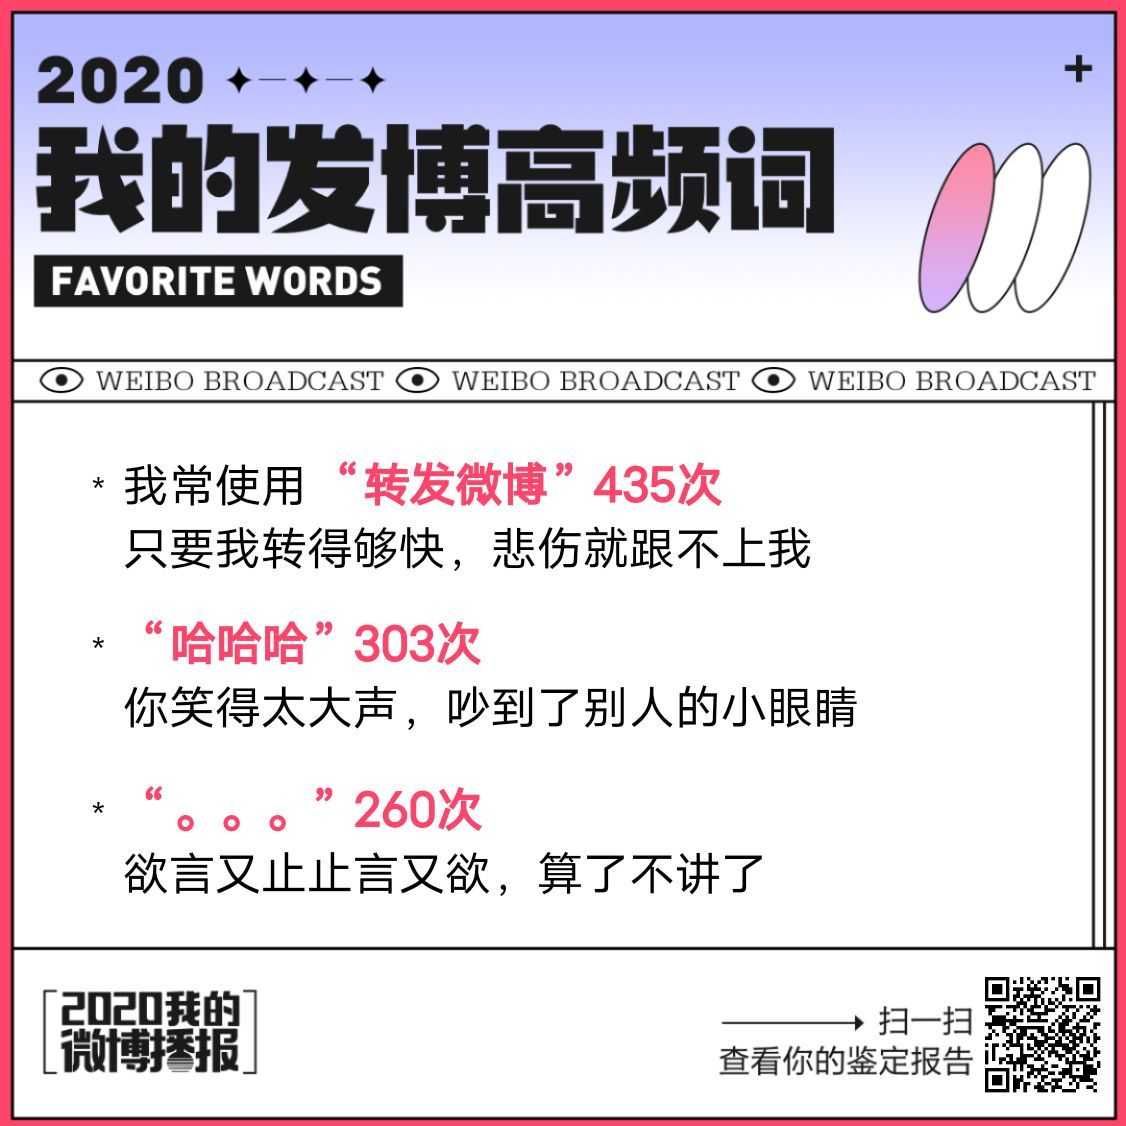 2020
我的发博高频词
FAVORITE WORDS
WEIBO BROADCAST WEIBO BROADCAST WEIBO BROADCAST
* 我常使用 “转发微博” 435次
只要我转得够快，悲伤就跟不上我
* “哈哈哈” 303次
你笑得太大声，吵到了别人的小眼睛
* “。。。” 260次
欲言又止止言又欲，算了不讲了
2020我的
微博播报
扫一扫
查看你的鉴定报告